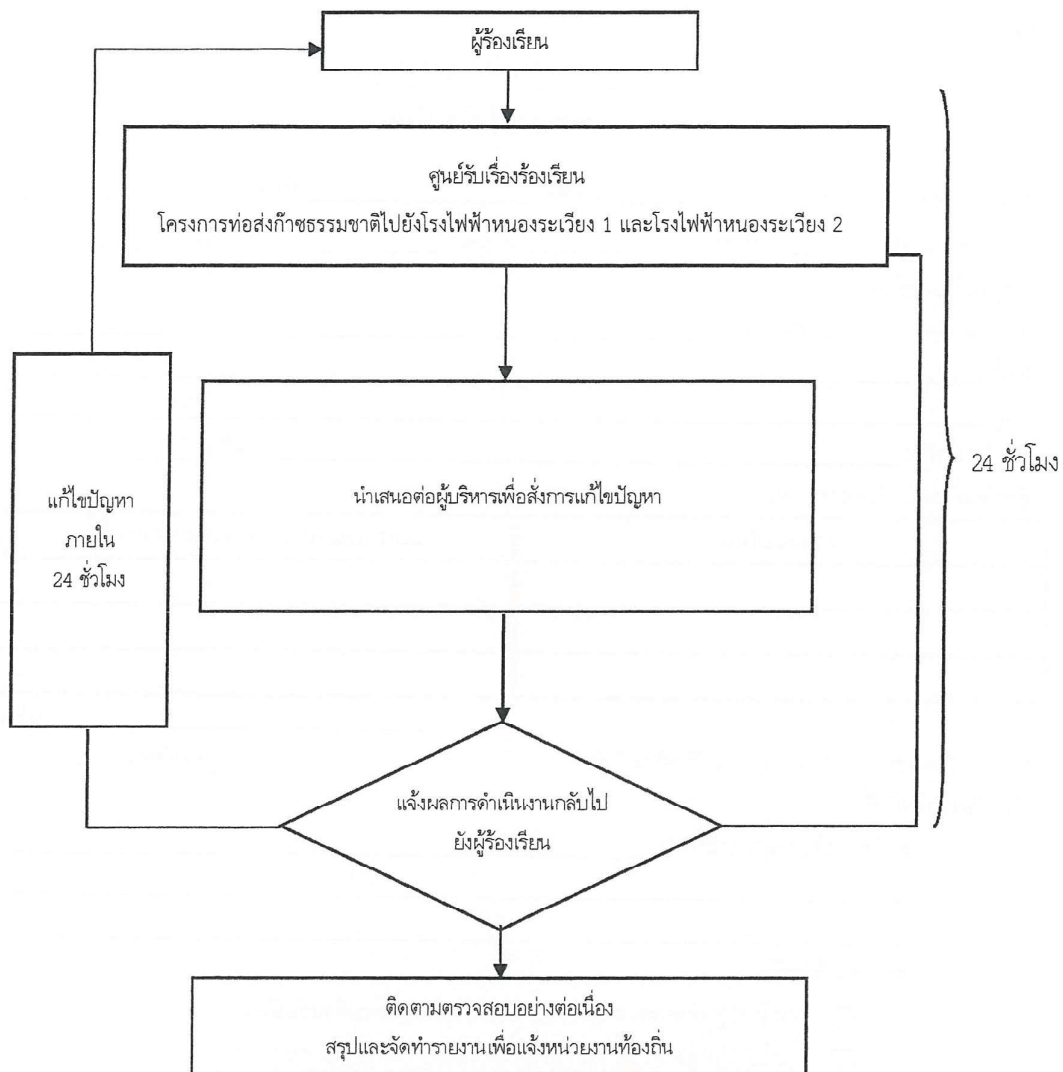 ผู้ร้องเรียน
ศูนย์รับเรื่องร้องเรียน
โครงการท่อส่งก๊าซธรรมชาติไปยังโรงไฟฟ้าหนองระเวียง 1 และโรงไฟฟ้าหนองระเวียง 2
24 ชั่วโมง
แก้ไขปัญหา
ภายใน
24 ชั่วโมง
นำเสนอต่อผู้บริหารเพื่อสั่งการแก้ไขปัญหา
แจ้งผลการดำเนินงานกลับไป
ยังผู้ร้องเรียน
ติดตามตรวจสอบอย่างต่อเนื่อง
สรุปและจัดทำรายงานเพื่อแจ้งหน่วยงานท้องถิ่น